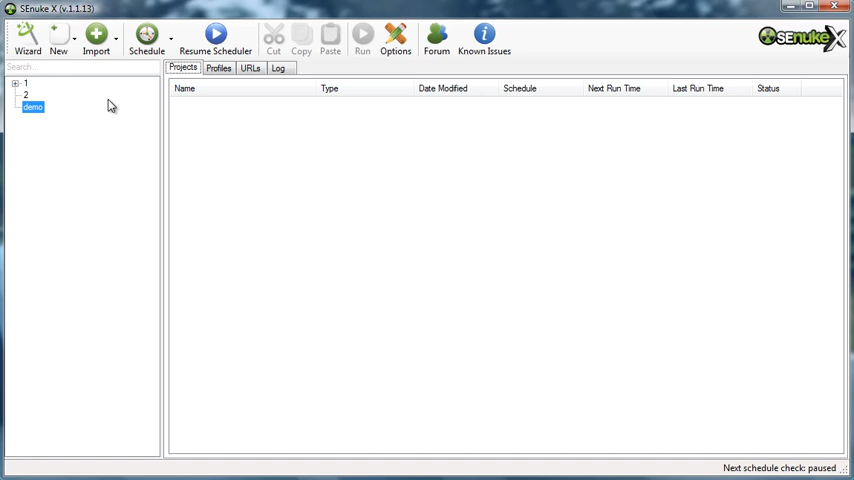 SEnuke X (v.1.1.13)
Wizard New Import Schedule Resume Scheduler Cut Copy Paste Run Options Forum Known Issues
SEnukeX
Search...
Projects Profiles URLs Log
Name Type Date Modified Schedule Next Run Time Last Run Time Status
1
2
demo
Next schedule check: paused